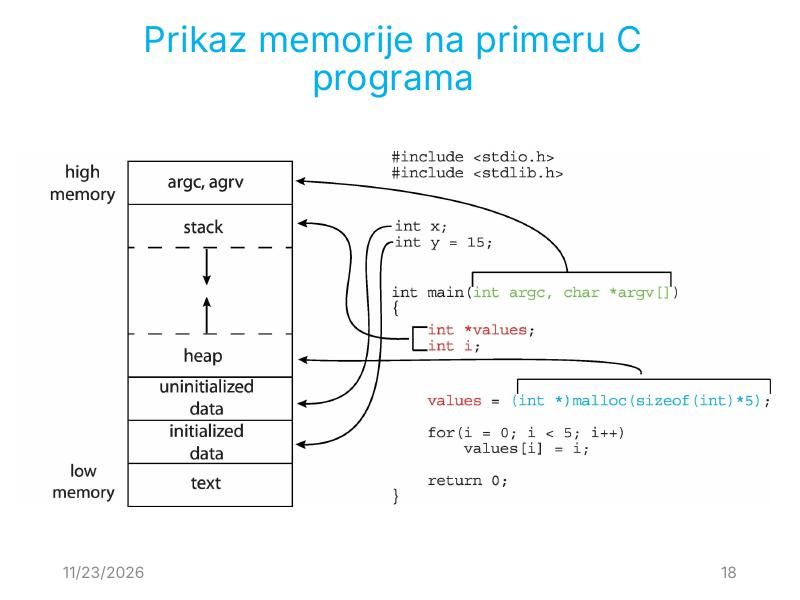 Prikaz memorije na primeru C
programa
high
memory
argc, agrv
stack
heap
uninitialized
data
initialized
data
low
memory
text
#include <stdio.h>
#include <stdlib.h>
int x;
int y = 15;
int main(int argc, char *argv[])
{
int *values;
int i;
values = (int *)malloc(sizeof(int)*5);
for(i = 0; i < 5; i++)
values[i] = i;
return 0;
}
11/23/2026
18